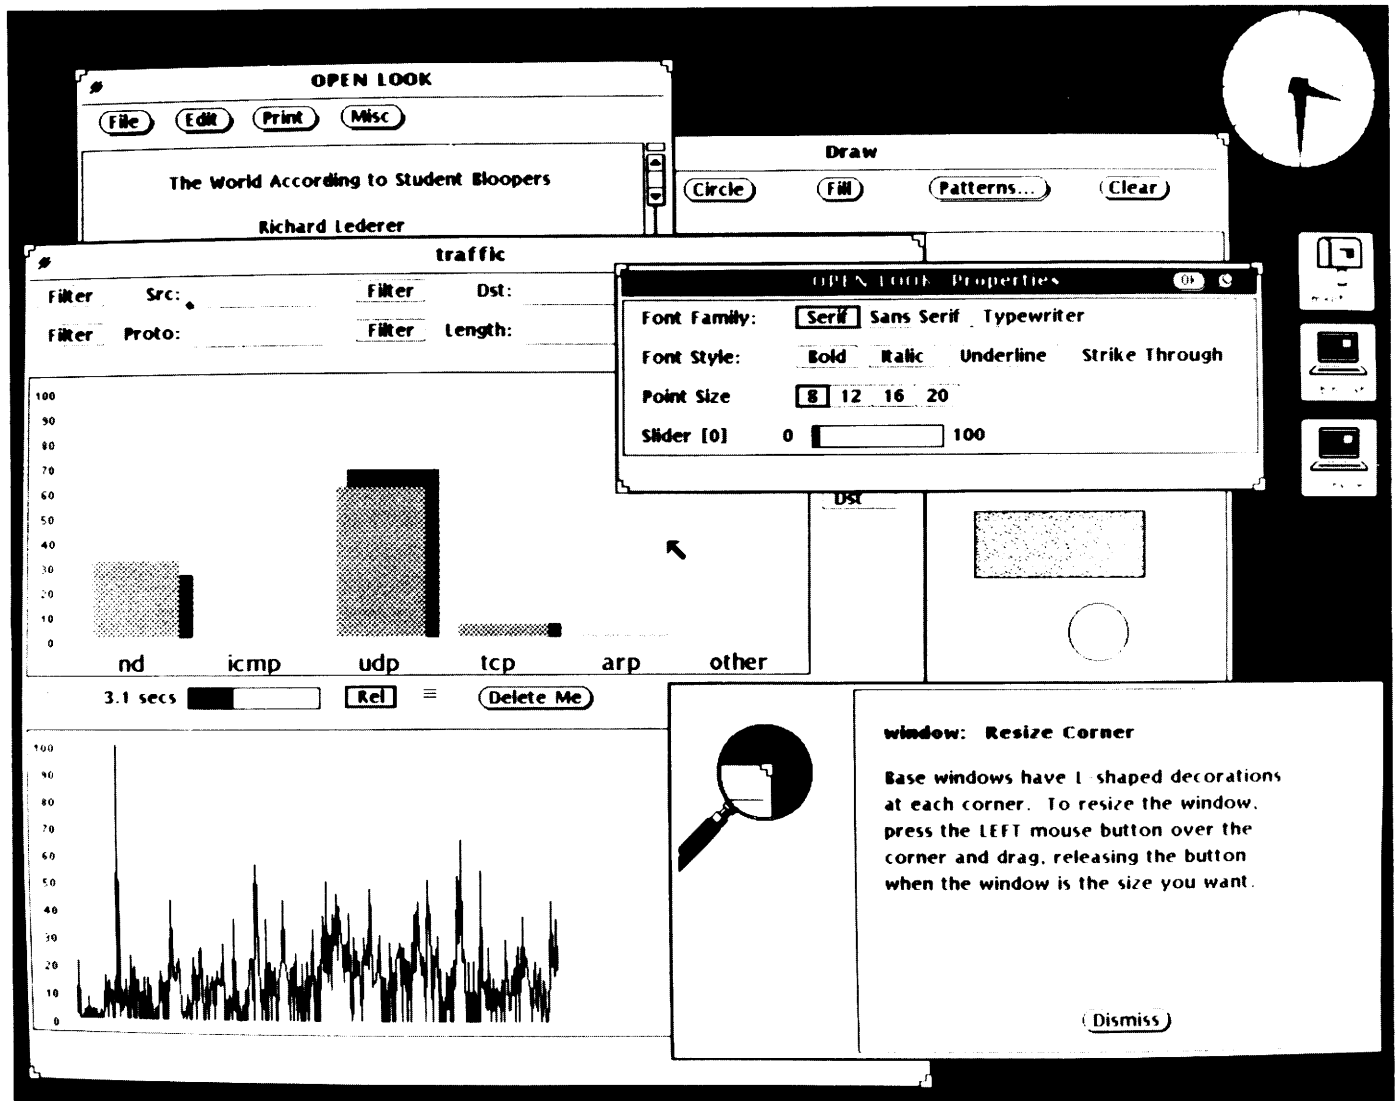 OPEN LOOK
File Edit Print Misc
The World According to Student Bloopers
Richard Lederer
Draw
Circle Fill Patterns... Clear
traffic
Filter Src: Filter Dst:
Filter Proto: Filter Length:
OPEN LOOK Properties OK
Font Family: Serif Sans Serif Typewriter
Font Style: Bold Italic Underline Strike Through
Point Size 8 12 16 20
Slider [0] 0 100
Dst
100
90
80
70
60
50
40
30
20
10
0
nd icmp udp tcp arp other
3.1 secs Rel Delete Me
100
90
80
70
60
50
40
30
20
10
0
window: Resize Corner
Base windows have L-shaped decorations
at each corner. To resize the window,
press the LEFT mouse button over the
corner and drag, releasing the button
when the window is the size you want.
Dismiss